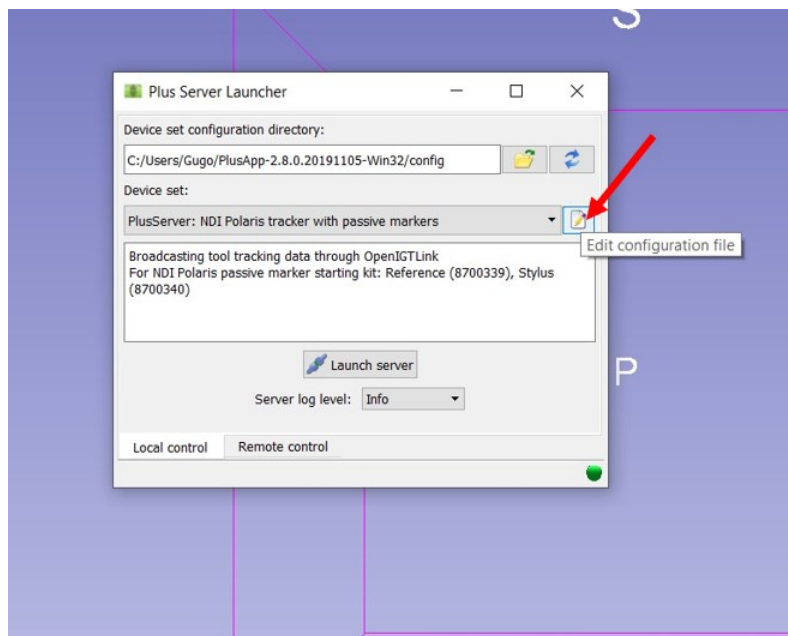 S
Plus Server Launcher
Device set configuration directory:
C:/Users/Gugo/PlusApp-2.8.0.20191105-Win32/config
Device set:
PlusServer: NDI Polaris tracker with passive markers
Edit configuration file
Broadcasting tool tracking data through OpenIGTLink
For NDI Polaris passive marker starting kit: Reference (8700339), Stylus
(8700340)
Launch server
P
Server log level: Info
Local control Remote control